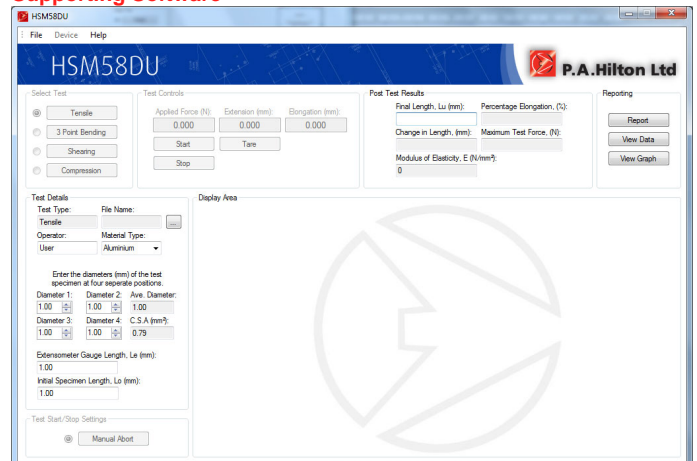 Supporting Software
HSM58DU
File Device Help
HSM58DU
P.A.Hilton Ltd
Select Test
Tensile
3 Point Bending
Shearing
Compression
Test Controls
Applied Force (N): Extension (mm): Elongation (mm):
0.000 0.000 0.000
Start Tare
Stop
Post Test Results
Final Length, Lu (mm): Percentage Elongation, (%):
Change in Length, (mm): Maximum Test Force, (N):
Modulus of Elasticity, E (N/mm²):
0
Reporting
Report
View Data
View Graph
Test Details
Test Type: File Name:
Tensile ...
Operator: Material Type:
User Aluminium
Enter the diameters (mm) of the test
specimen at four seperate positions.
Diameter 1: Diameter 2: Ave. Diameter:
1.00 1.00 1.00
Diameter 3: Diameter 4: C.S.A (mm²):
1.00 1.00 0.79
Extensometer Gauge Length, Le (mm):
1.00
Initial Specimen Length, Lo (mm):
1.00
Test Start/Stop Settings
Manual Abort
Display Area